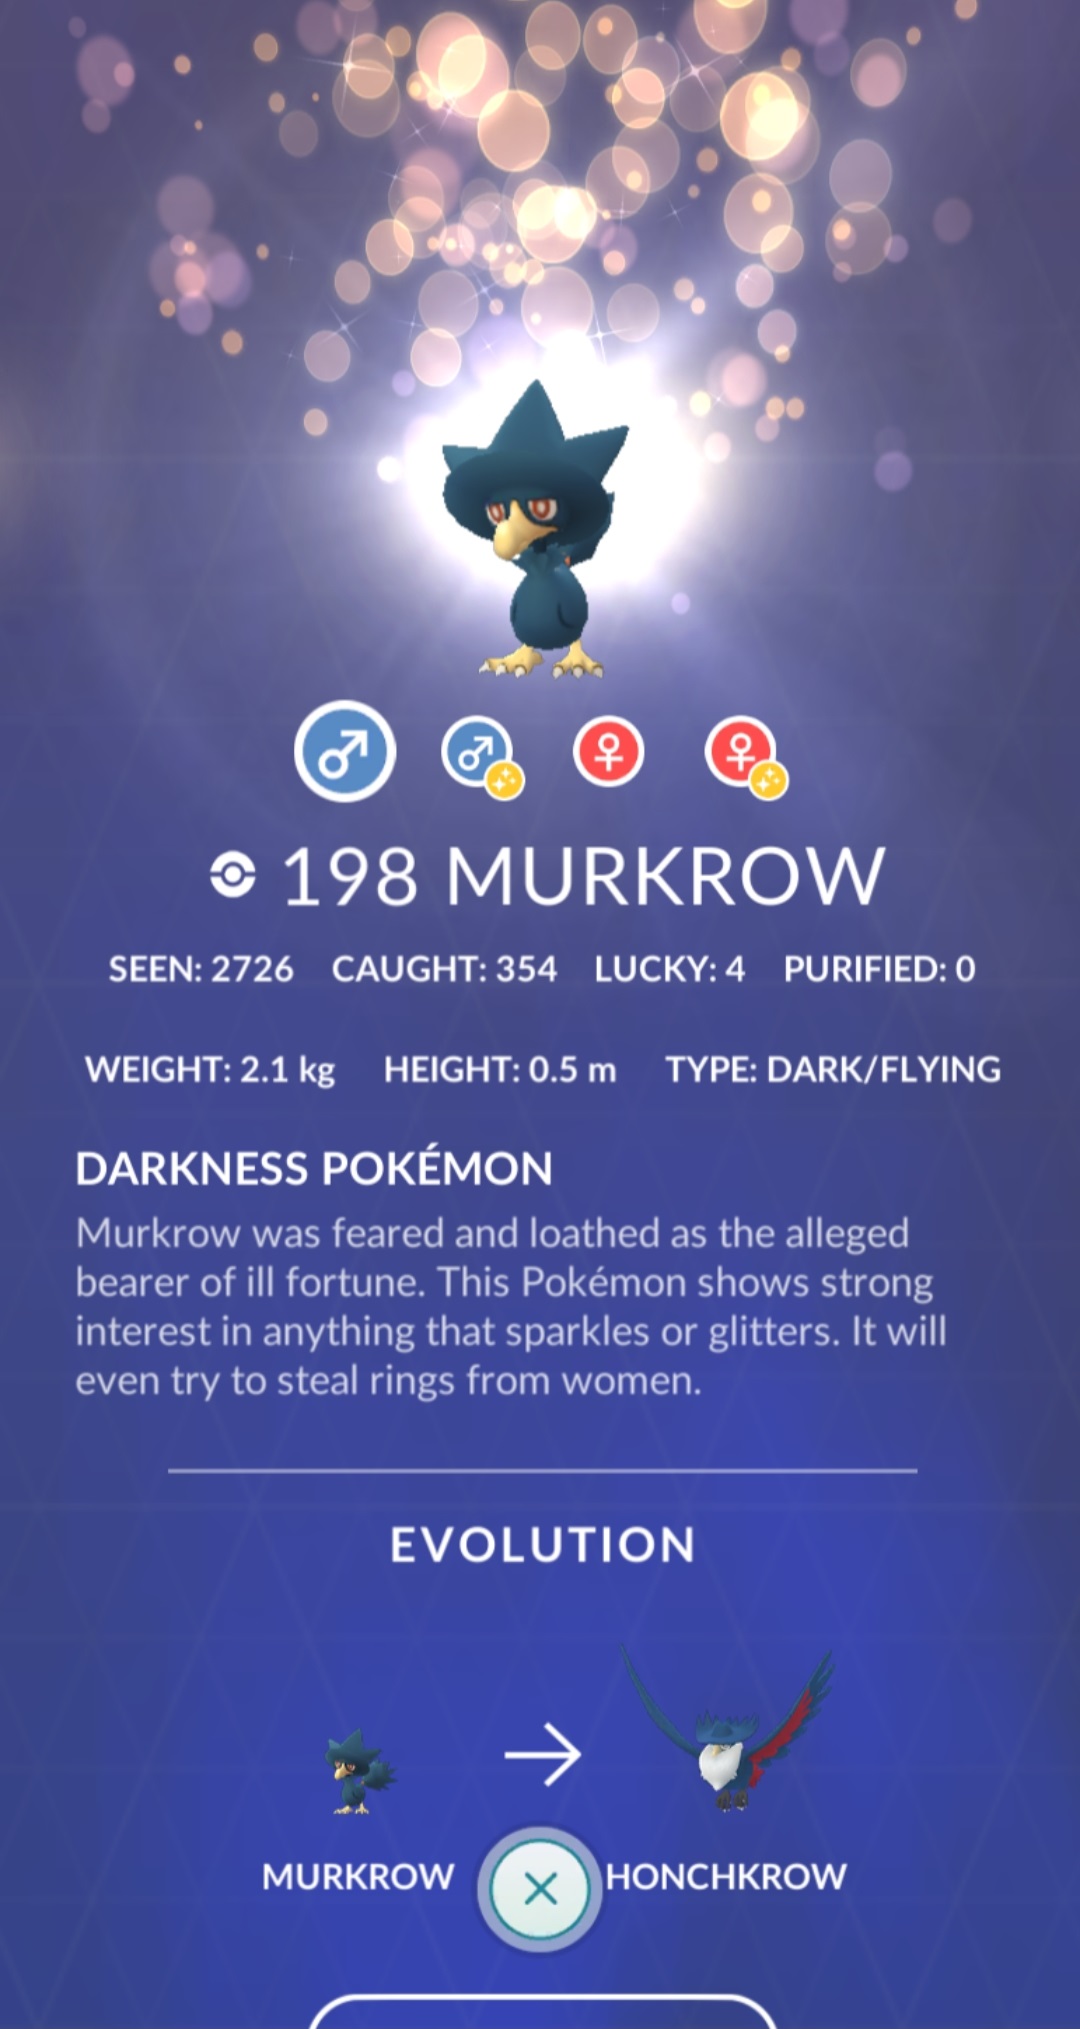 198 MURKROW
SEEN: 2726 CAUGHT: 354 LUCKY: 4 PURIFIED: 0
WEIGHT: 2.1 kg HEIGHT: 0.5 m TYPE: DARK/FLYING
DARKNESS POKÉMON
Murkrow was feared and loathed as the alleged
bearer of ill fortune. This Pokémon shows strong
interest in anything that sparkles or glitters. It will
even try to steal rings from women.
EVOLUTION
MURKROW HONCHKROW